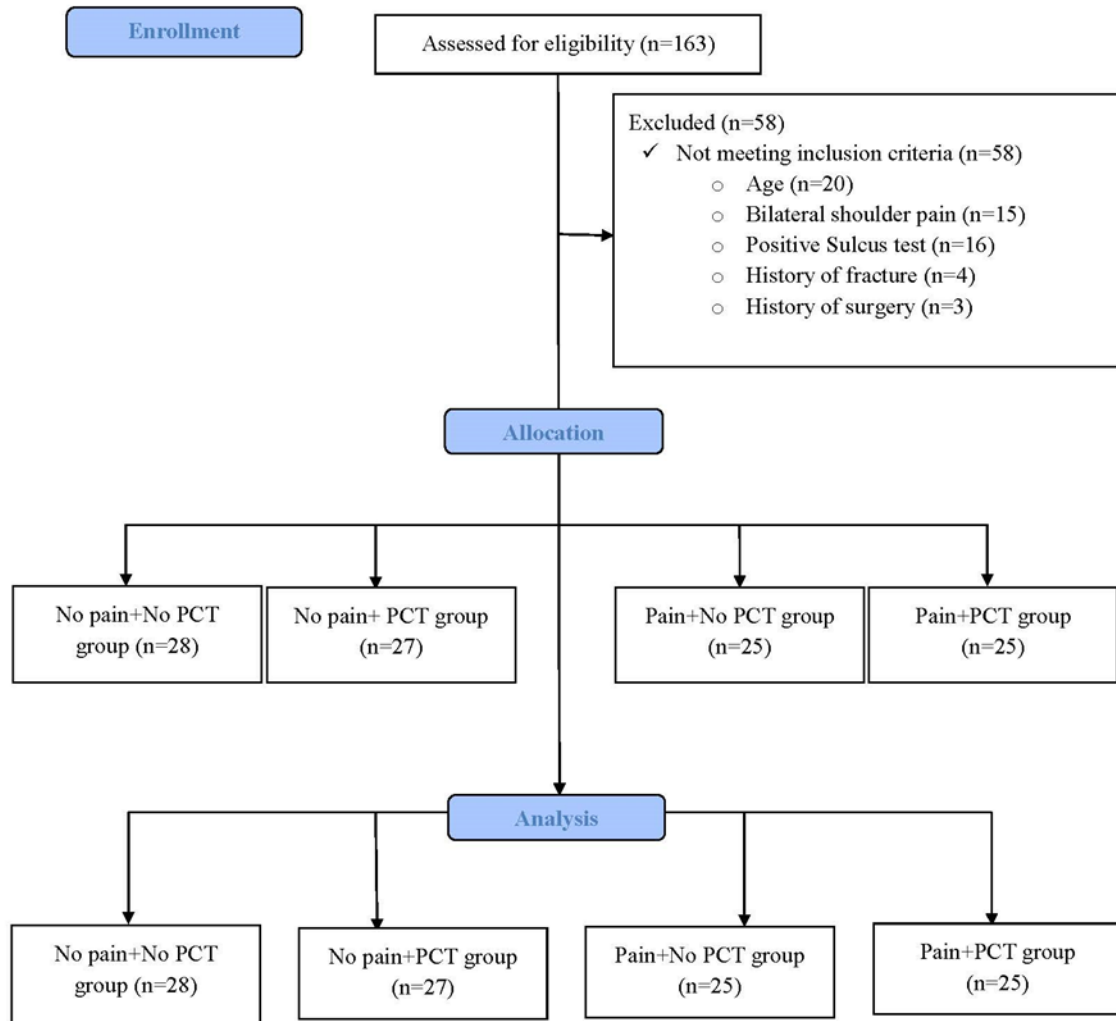 Enrollment
Assessed for eligibility (n=163)
Excluded (n=58)
✓ Not meeting inclusion criteria (n=58)
o Age (n=20)
o Bilateral shoulder pain (n=15)
o Positive Sulcus test (n=16)
o History of fracture (n=4)
o History of surgery (n=3)
Allocation
No pain+No PCT
group (n=28)
No pain+ PCT group
(n=27)
Pain+No PCT group
(n=25)
Pain+PCT group
(n=25)
Analysis
No pain+No PCT
group (n=28)
No pain+PCT group
(n=27)
Pain+No PCT group
(n=25)
Pain+PCT group
(n=25)